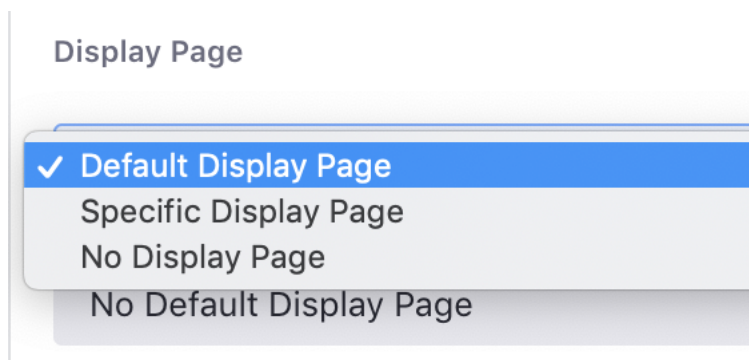 Display Page
Default Display Page
Specific Display Page
No Display Page
No Default Display Page